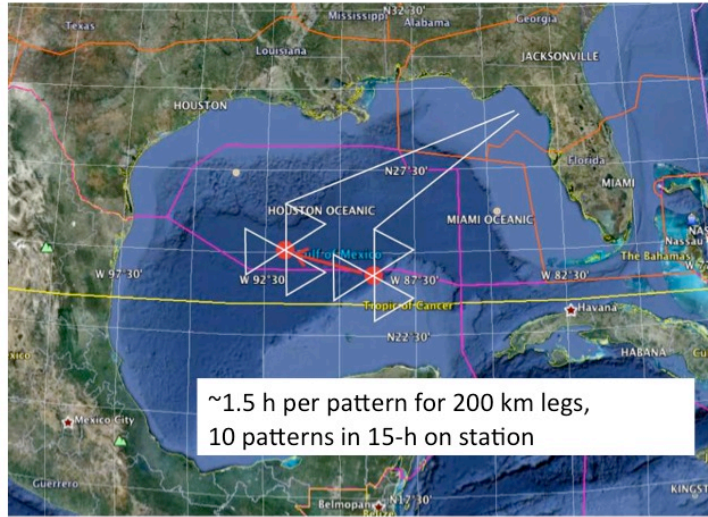 N32°30'
Texas
Mississippi
Alabama
Georgia
Louisiana
JACKSONVILLE
HOUSTON
Florida
N27°30'
MIAMI
HOUSTON OCEANIC
MIAMI OCEANIC
Nassau
Gulf of Mexico
The Bahamas
W 97°30'
W 92°30
W 87°30'
W 82°30'
Tropic of Cancer
Havana
N22°30'
HABANA
~1.5 h per pattern for 200 km legs,
10 patterns in 15-h on station
Mexico City
Guerrero
Belmopan
N17°30'
Belize
KINGST